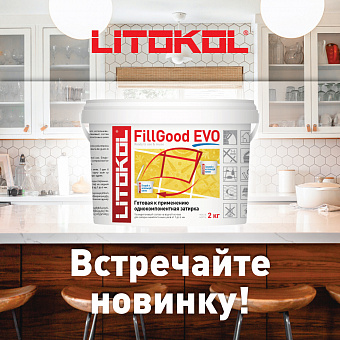 LITOKOL®
LITOKOL
FillGood EVO
Готовая к применению
однокомпонентная затирка
2 кг
Встречайте
новинку!